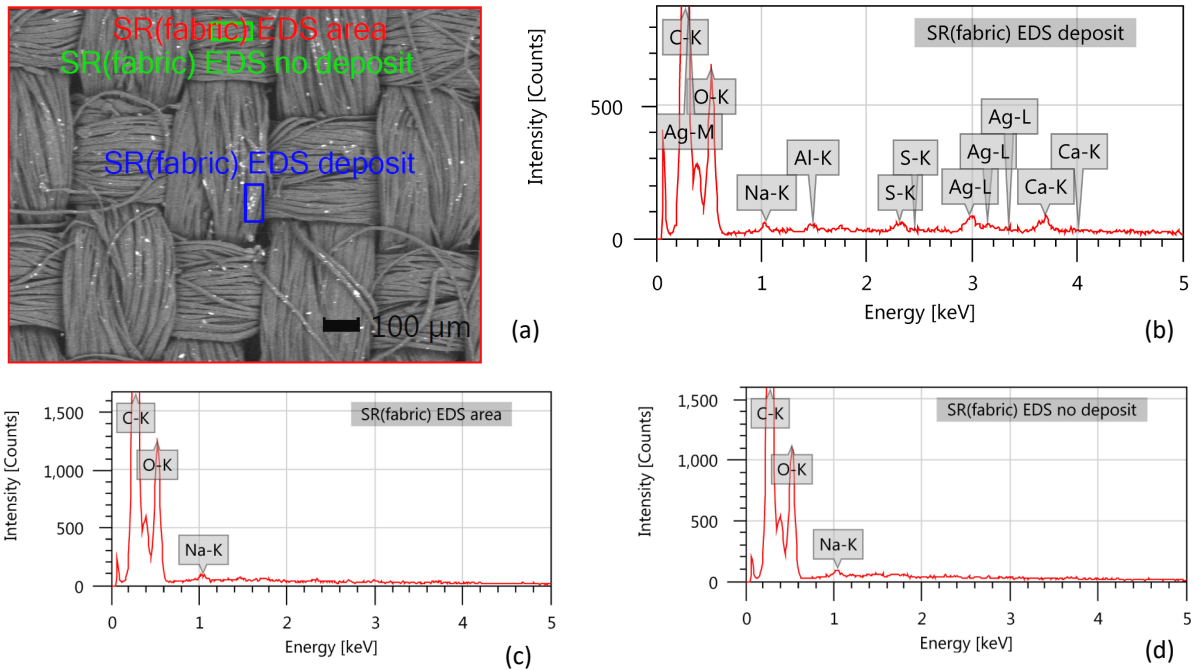 SR(fabric) EDS area
SR(fabric) EDS no deposit
SR(fabric) EDS deposit
100 μm
(a)
Intensity [Counts]
500
0
C-K
SR(fabric) EDS deposit
O-K
Ag-M
Na-K
Al-K
S-K
S-K
Ag-L
Ag-L
Ag-L
Ca-K
Ca-K
0 1 2 3 4 5
Energy [keV]
(b)
Intensity [Counts]
1,500
1,000
500
0
C-K
SR(fabric) EDS area
O-K
Na-K
0 1 2 3 4 5
Energy [keV]
(c)
Intensity [Counts]
1,500
1,000
500
0
C-K
SR(fabric) EDS no deposit
O-K
Na-K
0 1 2 3 4 5
Energy [keV]
(d)